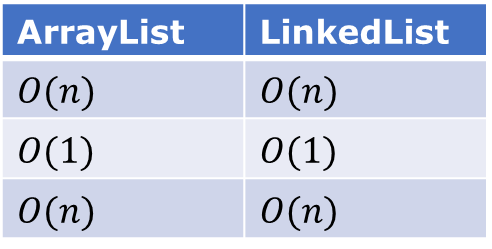 ArrayList LinkedList
O(n) O(n)
O(1) O(1)
O(n) O(n)